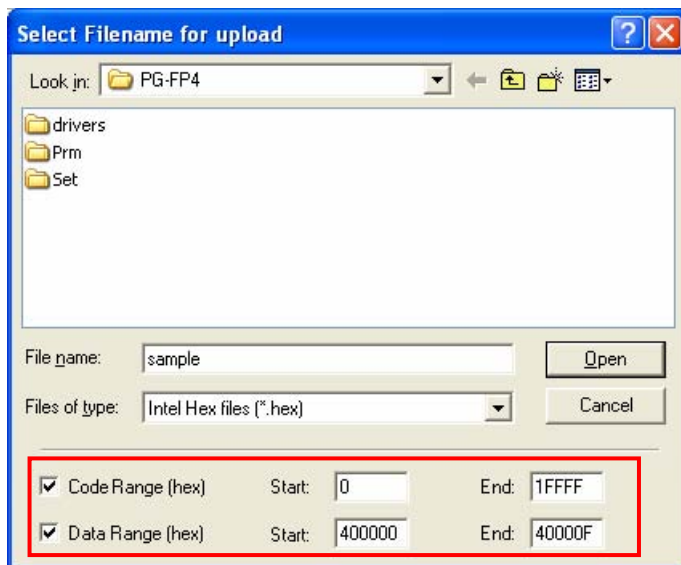 Select Filename for upload
Look in: PG-FP4
drivers
Prm
Set
File name: sample Open
Files of type: Intel Hex files (*.hex) Cancel
Code Range (hex) Start: 0 End: 1FFFF
Data Range (hex) Start: 400000 End: 40000F